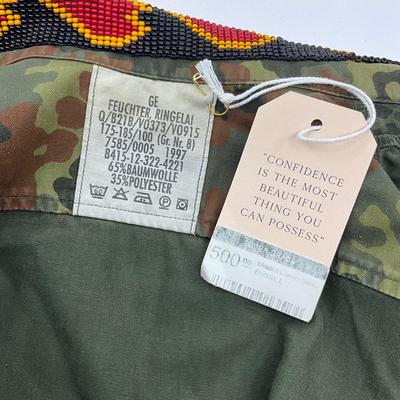 GE
FEUCHTER, RINGELAI
Q/B21B/V0373/V0915
175-185/100 (Gr. Nr. 8)
7585/0005 1997
8415-12-322-4221
65%BAUMWOLLE
35%POLYESTER
"CONFIDENCE
IS THE MOST
BEAUTIFUL
THING YOU
CAN POSSESS"
500.00